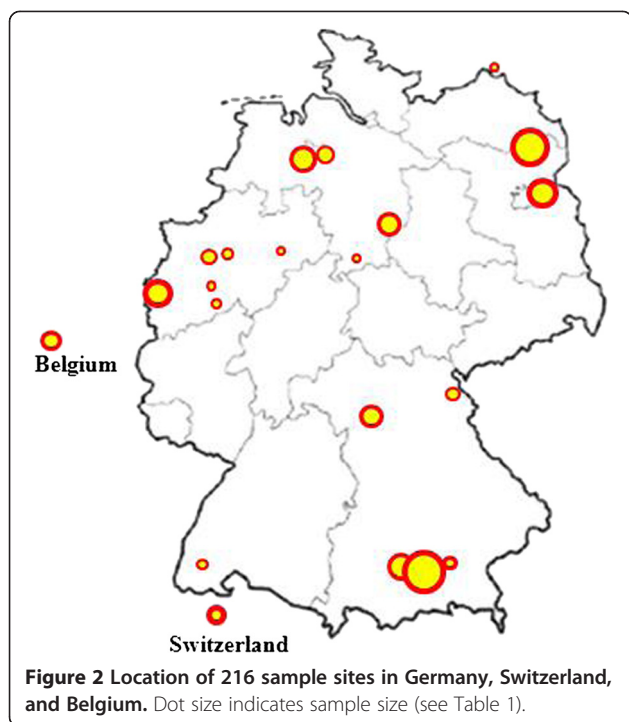 Belgium
Switzerland
Figure 2 Location of 216 sample sites in Germany, Switzerland,
and Belgium. Dot size indicates sample size (see Table 1).